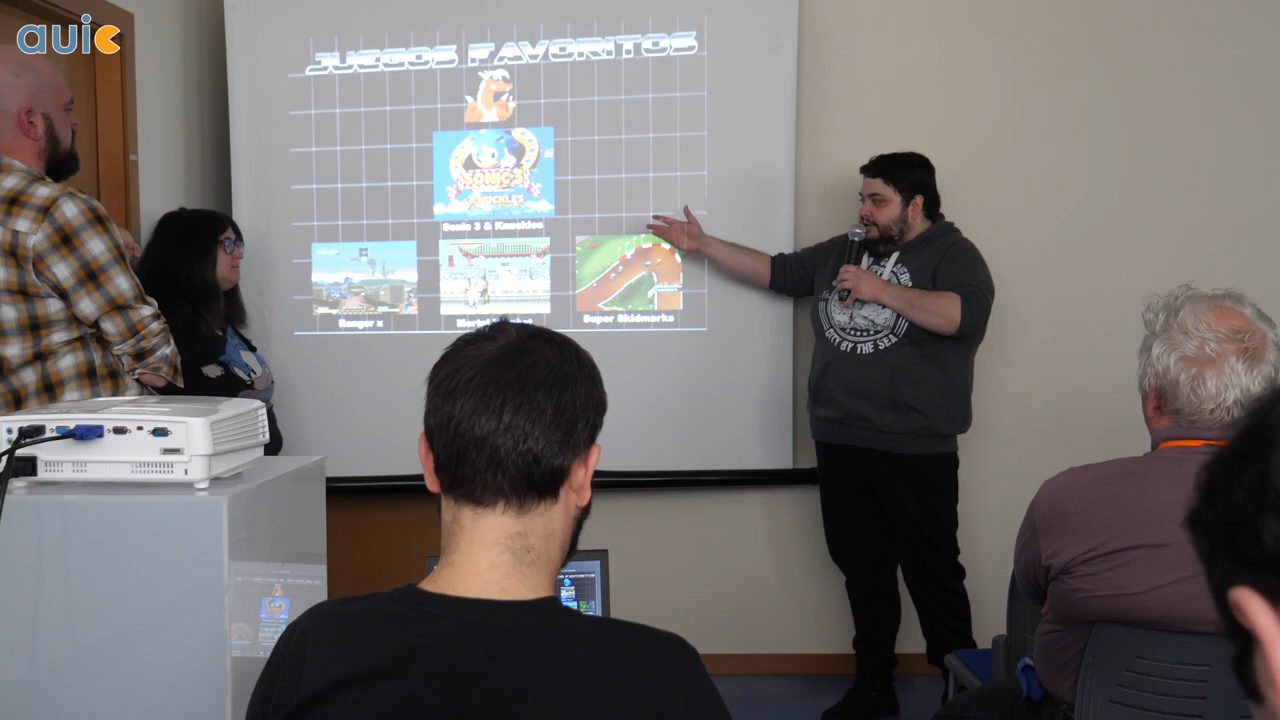 auic
JUEGOS FAVORITOS
SONIC 3
& KNUCKLES
Sonic 3 & Knuckles
Ranger x
Super Skidmarks
CITY BY THE SEA